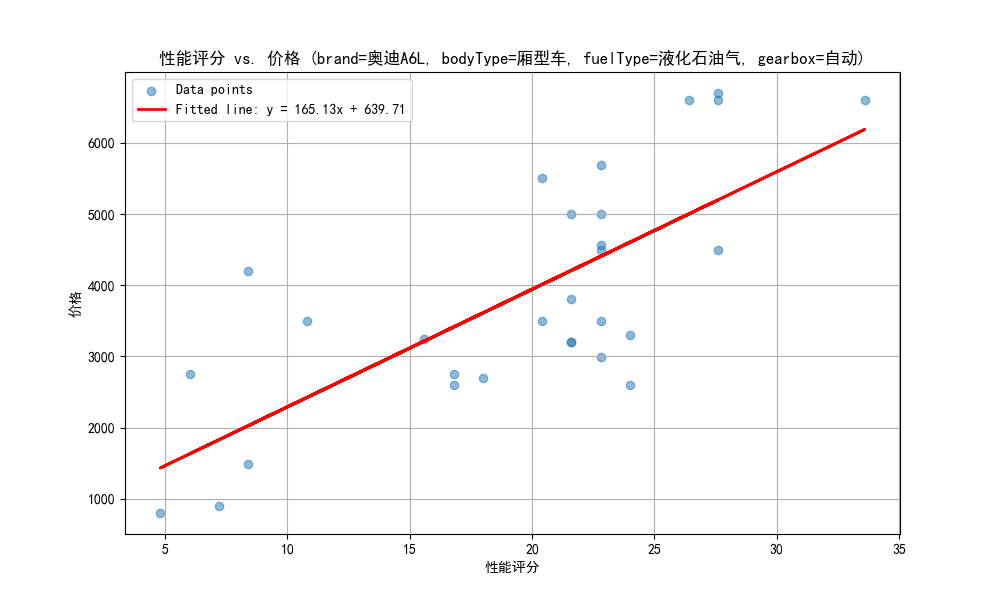 性能评分 vs. 价格 (brand=奥迪A6L, bodyType=厢型车, fuelType=液化石油气, gearbox=自动)
Data points
Fitted line: y = 165.13x + 639.71
6000
5000
4000
3000
2000
1000
价格
5 10 15 20 25 30 35
性能评分